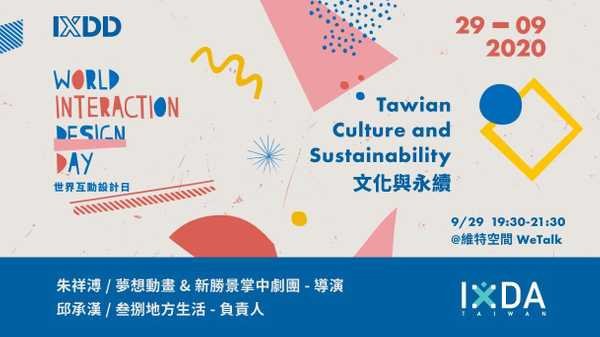 IXDD
WORLD
INTERACTION
DESIGN
DAY
世界互動設計日
29 – 09
2020
Tawian
Culture and
Sustainability
文化與永續
9/29 19:30-21:30
@維特空間 WeTalk
朱祥溥 / 夢想動畫 & 新勝景掌中劇團 - 導演
邱承漢 / 叁捌地方生活 - 負責人
IXDA
TAIWAN